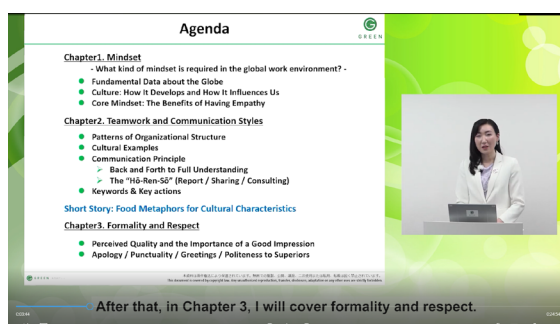 Agenda
GREEN
Chapter1. Mindset
- What kind of mindset is required in the global work environment? -
Fundamental Data about the Globe
Culture: How It Develops and How It Influences Us
Core Mindset: The Benefits of Having Empathy
Chapter2. Teamwork and Communication Styles
Patterns of Organizational Structure
Cultural Examples
Communication Principle
Back and Forth to Full Understanding
The “Hō-Ren-Sō” (Report / Sharing / Consulting)
Keywords & Key actions
Short Story: Food Metaphors for Cultural Characteristics
Chapter3. Formality and Respect
Perceived Quality and the Importance of a Good Impression
Apology / Punctuality / Greetings / Politeness to Superiors
GREEN
After that, in Chapter 3, I will cover formality and respect.